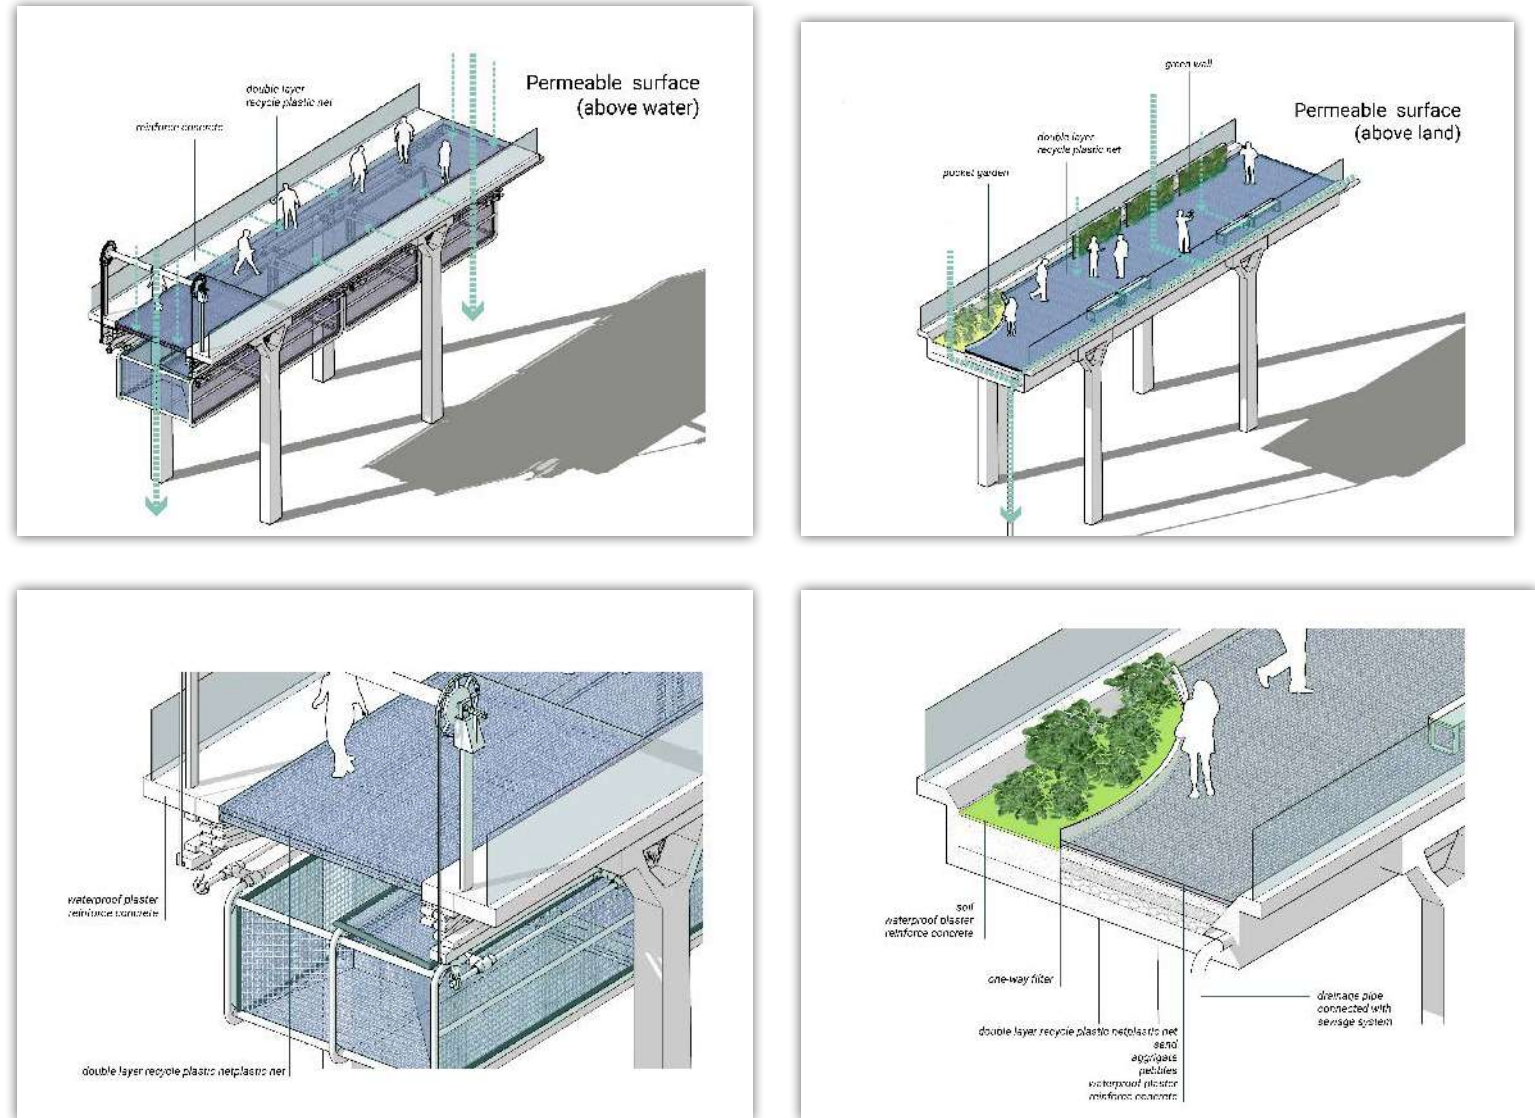 Permeable surface
(above water)
double layer
recycle plastic net
reinforce concrete
Permeable surface
(above land)
green wall
double layer
recycle plastic net
pocket garden
waterproof plaster
reinforce concrete
double layer recycle plastic netplastic net
soil
waterproof plaster
reinforce concrete
one-way filter
double layer recycle plastic netplastic net
sand
aggrigate
pebbles
waterproof plaster
reinforce concrete
drainage pipe
connected with
sewage system